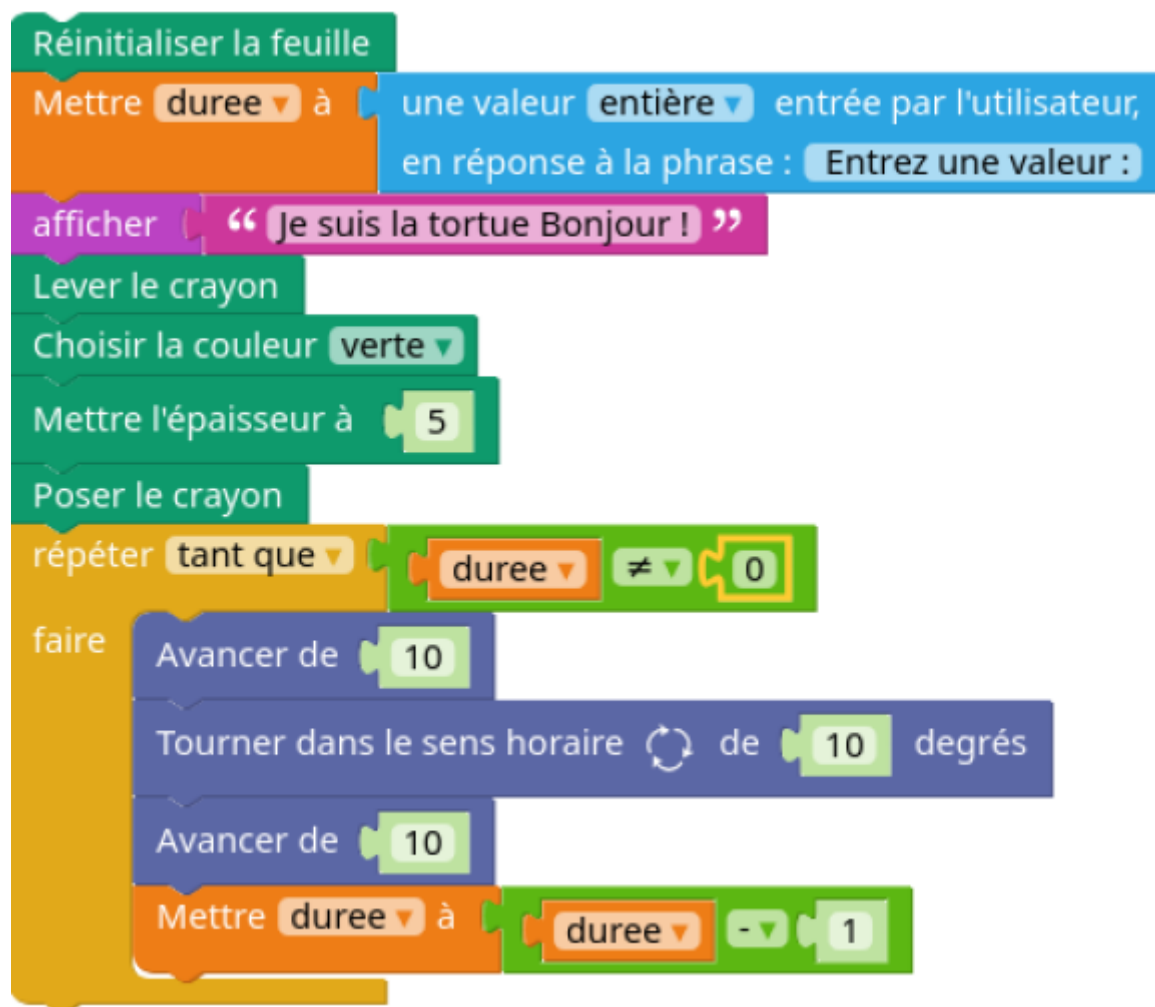 Réinitialiser la feuille
Mettre duree ▾ à une valeur entière ▾ entrée par l'utilisateur,
en réponse à la phrase : Entrez une valeur :
afficher “ Je suis la tortue Bonjour ! ”
Lever le crayon
Choisir la couleur verte ▾
Mettre l'épaisseur à 5
Poser le crayon
répéter tant que ▾ duree ▾ ≠ ▾ 0
faire Avancer de 10
Tourner dans le sens horaire de 10 degrés
Avancer de 10
Mettre duree ▾ à duree ▾ - ▾ 1